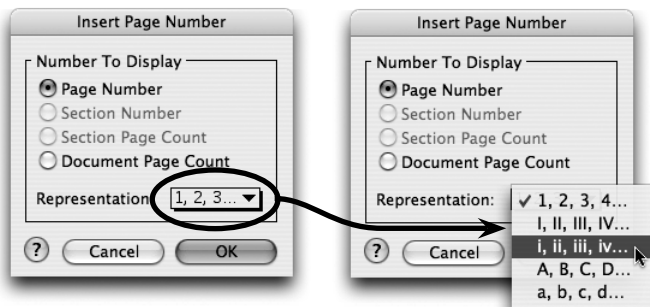 Insert Page Number
Number To Display
Page Number
Section Number
Section Page Count
Document Page Count
Representation
1, 2, 3...
?
Cancel
OK
Insert Page Number
Number To Display
Page Number
Section Number
Section Page Count
Document Page Count
Representation:
✓ 1, 2, 3, 4...
I, II, III, IV...
i, ii, iii, iv...
A, B, C, D...
a, b, c, d...
?
Cancel